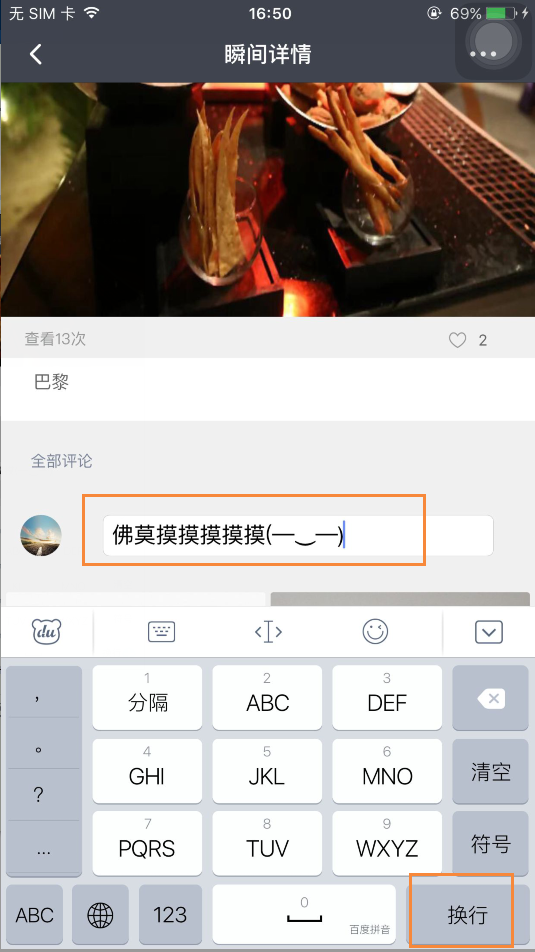 无 SIM 卡 16:50 69%
瞬间详情
查看13次 2
巴黎
全部评论
佛莫摸摸摸摸摸(一‿一)
du
, 1 2 3
分隔 ABC DEF
。 4 5 6
GHI JKL MNO 清空
? 7 8 9
... PQRS TUV WXYZ 符号
ABC 123 0 百度拼音 换行